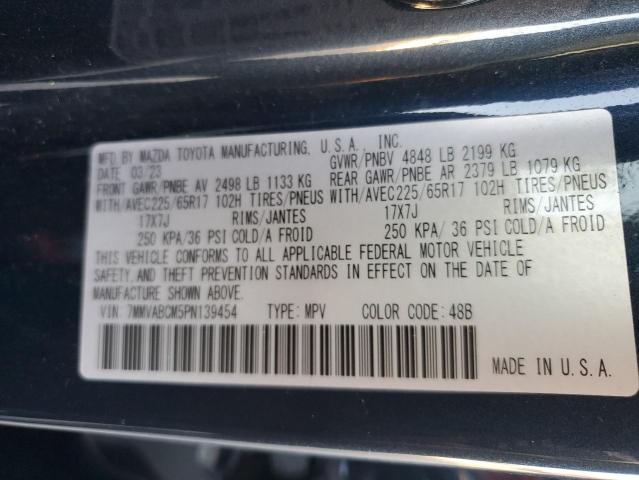 MFD BY MAZDA TOYOTA MANUFACTURING, U.S.A., INC.
DATE 03/23 GVWR/PNBV 4848 LB 2199 KG
FRONT GAWR/PNBE AV 2498 LB 1133 KG REAR GAWR/PNBE AR 2379 LB 1079 KG
WITH/AVEC225/65R17 102H TIRES/PNEUS WITH/AVEC225/65R17 102H TIRES/PNEUS
17X7J RIMS/JANTES 17X7J RIMS/JANTES
250 KPA/36 PSI COLD/A FROID 250 KPA/36 PSI COLD/A FROID
THIS VEHICLE CONFORMS TO ALL APPLICABLE FEDERAL MOTOR VEHICLE
SAFETY, AND THEFT PREVENTION STANDARDS IN EFFECT ON THE DATE OF
MANUFACTURE SHOWN ABOVE.
VIN: 7MMVABCM5PN139454 TYPE: MPV COLOR CODE: 48B
MADE IN U.S.A.